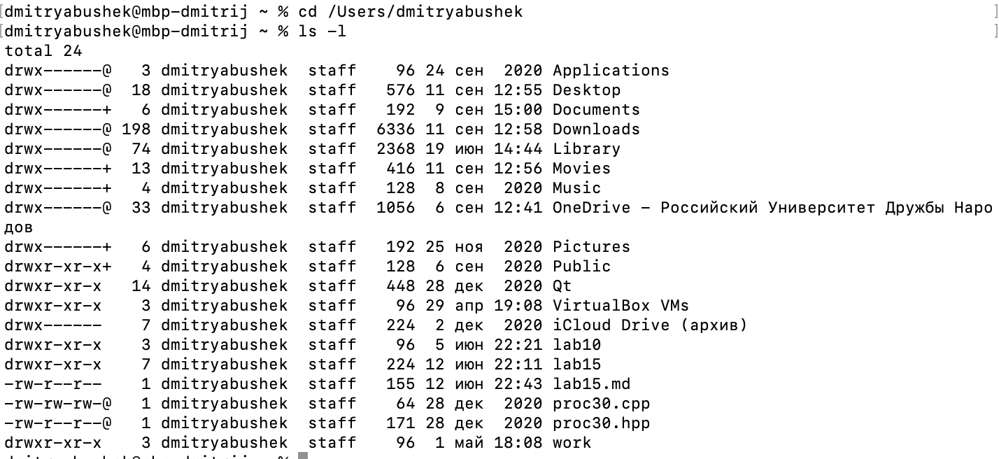 [dmitryabushek@mbp-dmitrij ~ % cd /Users/dmitryabushek ]
[dmitryabushek@mbp-dmitrij ~ % ls -l ]
total 24
drwx------@   3 dmitryabushek  staff    96 24 сен  2020 Applications
drwx------@  18 dmitryabushek  staff   576 11 сен 12:55 Desktop
drwx------+   6 dmitryabushek  staff   192  9 сен 15:00 Documents
drwx------@ 198 dmitryabushek  staff  6336 11 сен 12:58 Downloads
drwx------@  74 dmitryabushek  staff  2368 19 июн 14:44 Library
drwx------+  13 dmitryabushek  staff   416 11 сен 12:56 Movies
drwx------+   4 dmitryabushek  staff   128  8 сен  2020 Music
drwx------@  33 dmitryabushek  staff  1056  6 сен 12:41 OneDrive - Российский Университет Дружбы Наро
дов
drwx------+   6 dmitryabushek  staff   192 25 ноя  2020 Pictures
drwxr-xr-x+   4 dmitryabushek  staff   128  6 сен  2020 Public
drwxr-xr-x   14 dmitryabushek  staff   448 28 дек  2020 Qt
drwxr-xr-x    3 dmitryabushek  staff    96 29 апр 19:08 VirtualBox VMs
drwx------    7 dmitryabushek  staff   224  2 дек  2020 iCloud Drive (архив)
drwxr-xr-x    3 dmitryabushek  staff    96  5 июн 22:21 lab10
drwxr-xr-x    7 dmitryabushek  staff   224 12 июн 22:11 lab15
-rw-r--r--    1 dmitryabushek  staff   155 12 июн 22:43 lab15.md
-rw-rw-rw-@   1 dmitryabushek  staff    64 28 дек  2020 proc30.cpp
-rw-r--r--@   1 dmitryabushek  staff   171 28 дек  2020 proc30.hpp
drwxr-xr-x    3 dmitryabushek  staff    96  1 май 18:08 work
dmitryabushek@mbp-dmitrij ~ %